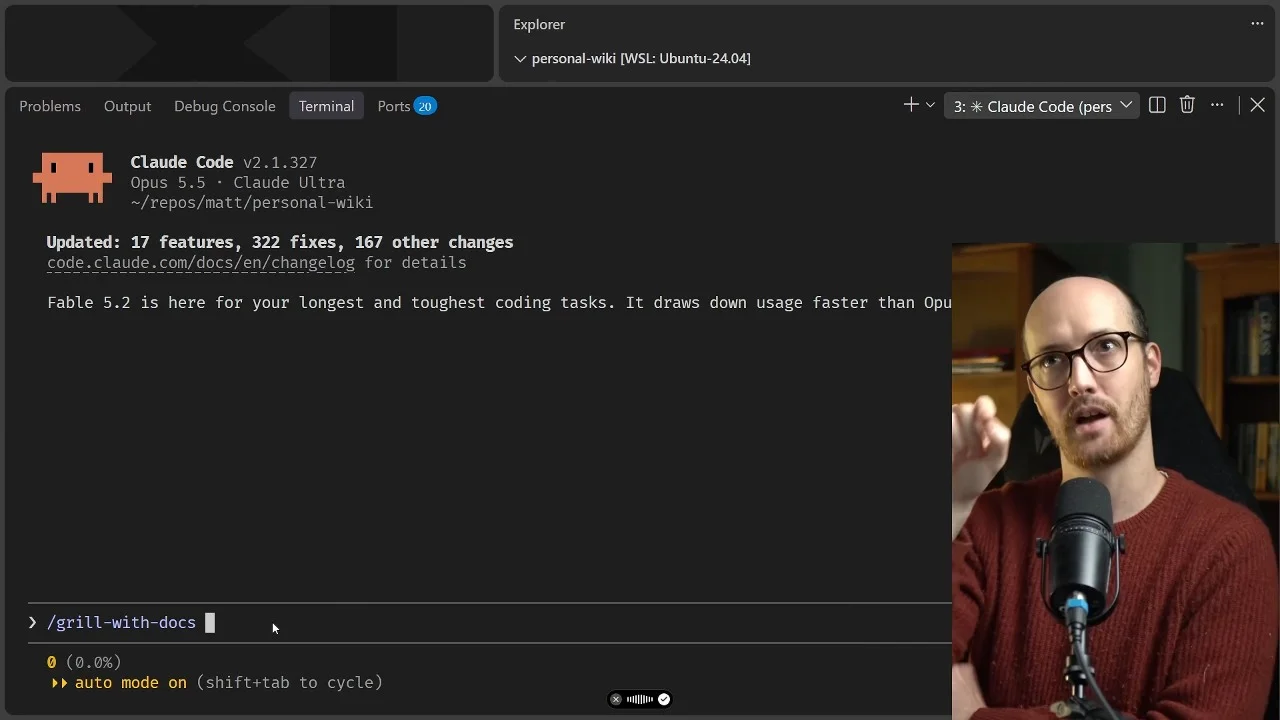 Explorer
personal-wiki [WSL: Ubuntu-24.04]
Problems Output Debug Console Terminal Ports 20
3: ✳ Claude Code (pers
Claude Code v2.1.327
Opus 5.5 · Claude Ultra
~/repos/matt/personal-wiki
Updated: 17 features, 322 fixes, 167 other changes
code.claude.com/docs/en/changelog for details
Fable 5.2 is here for your longest and toughest coding tasks. It draws down usage faster than Opu
❯ /grill-with-docs
0 (0.0%)
⏵⏵ auto mode on (shift+tab to cycle)